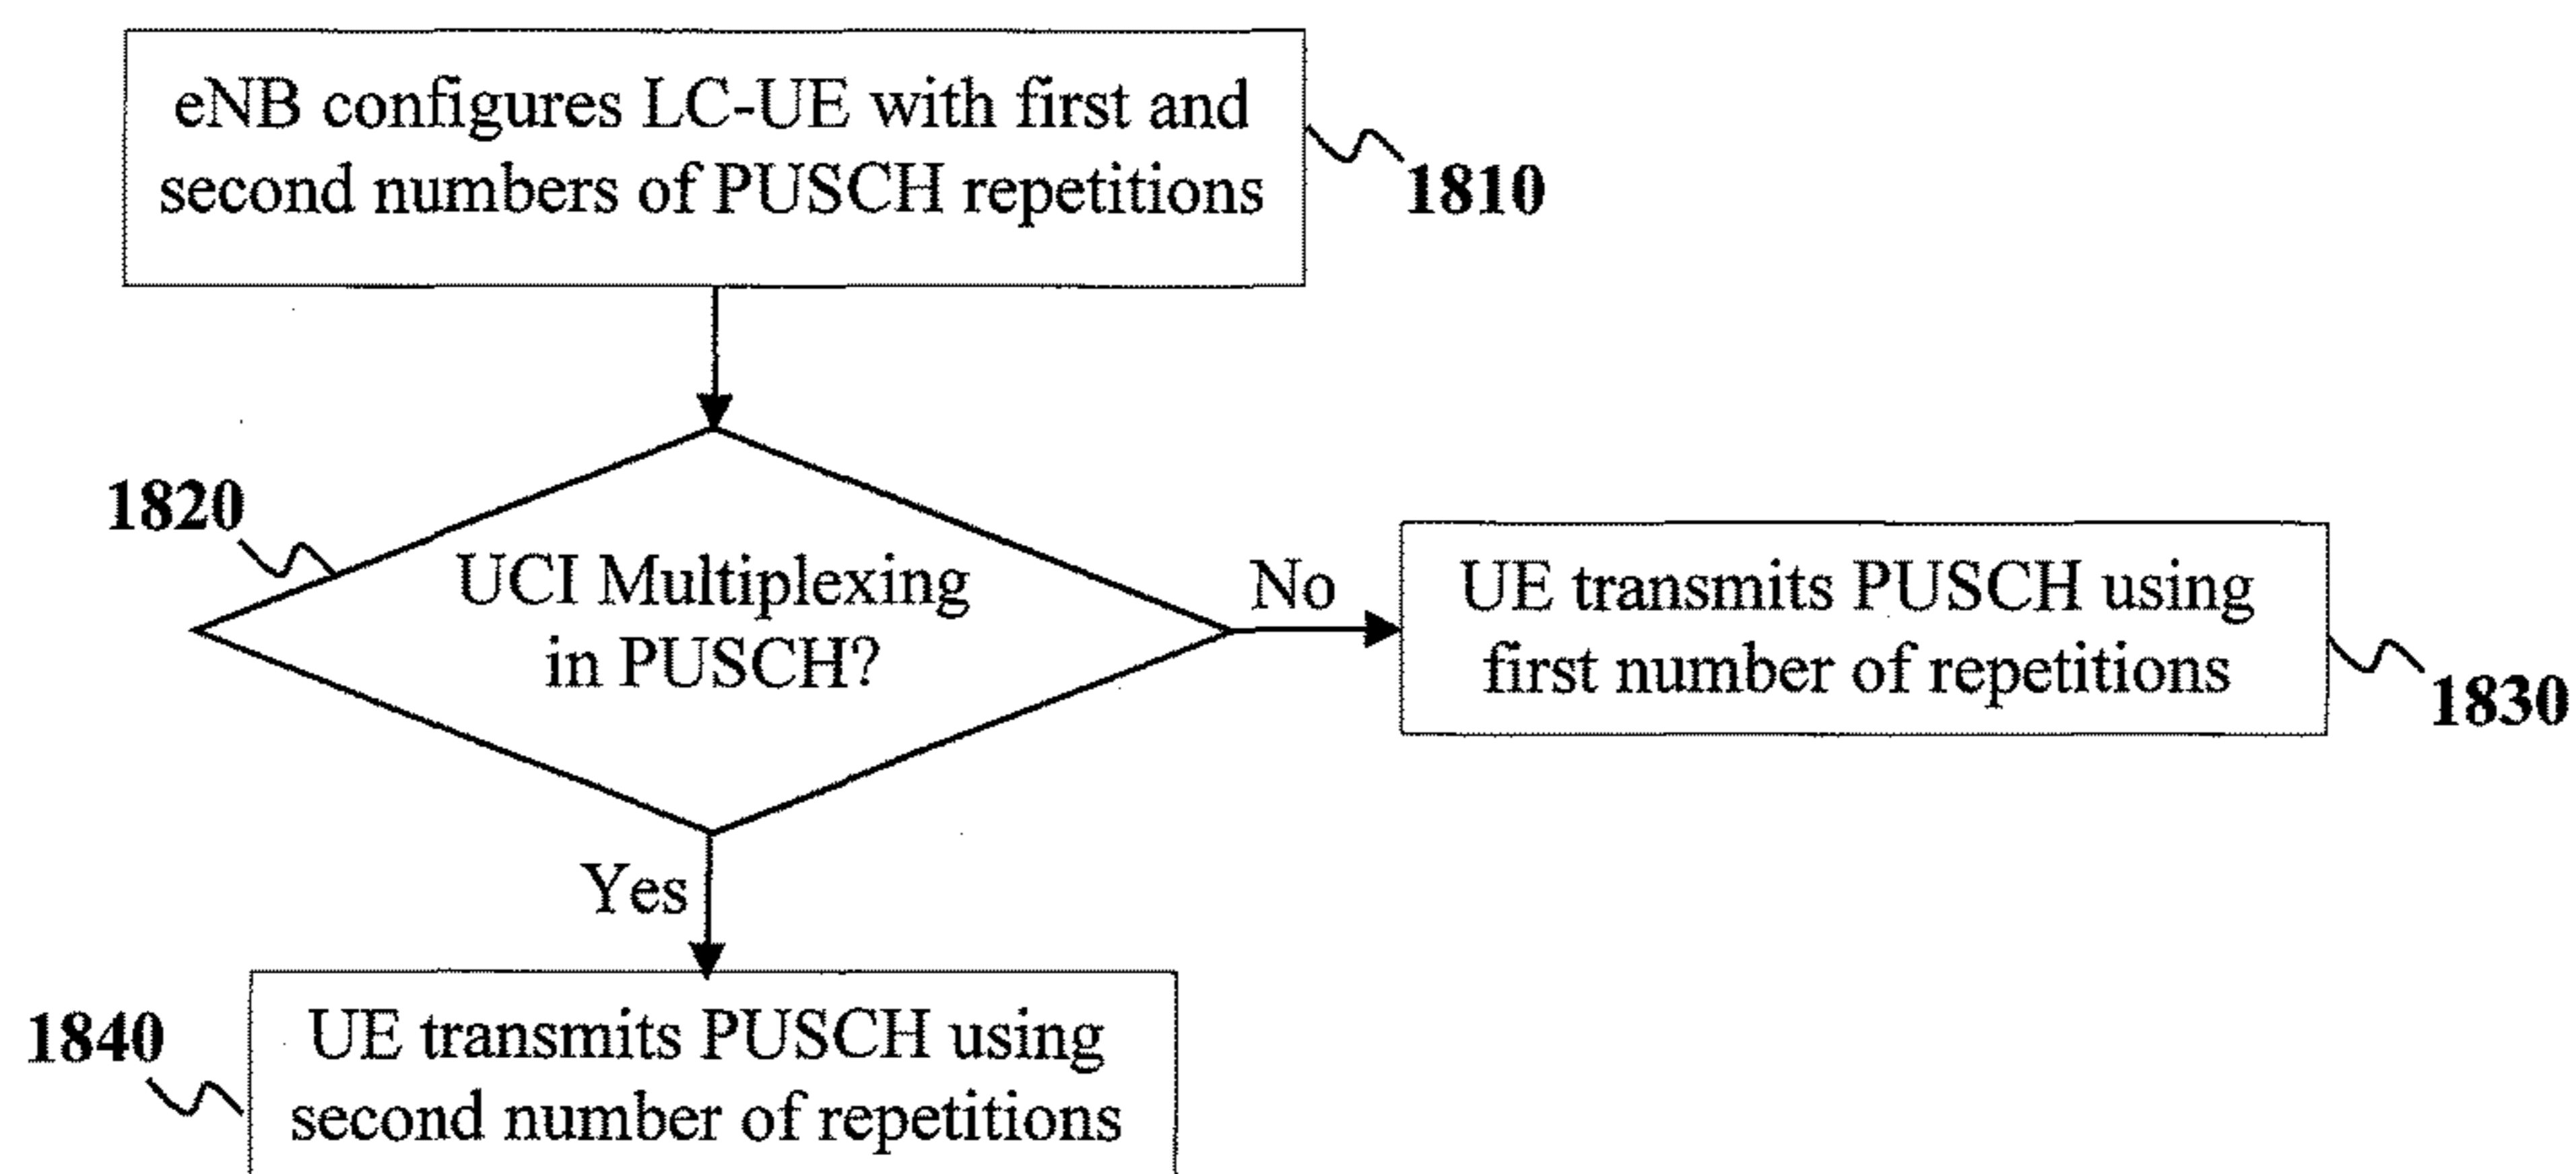 eNB configures LC-UE with first and
second numbers of PUSCH repetitions
1810
1820
UCI Multiplexing
in PUSCH?
No
UE transmits PUSCH using
first number of repetitions
1830
Yes
1840
UE transmits PUSCH using
second number of repetitions